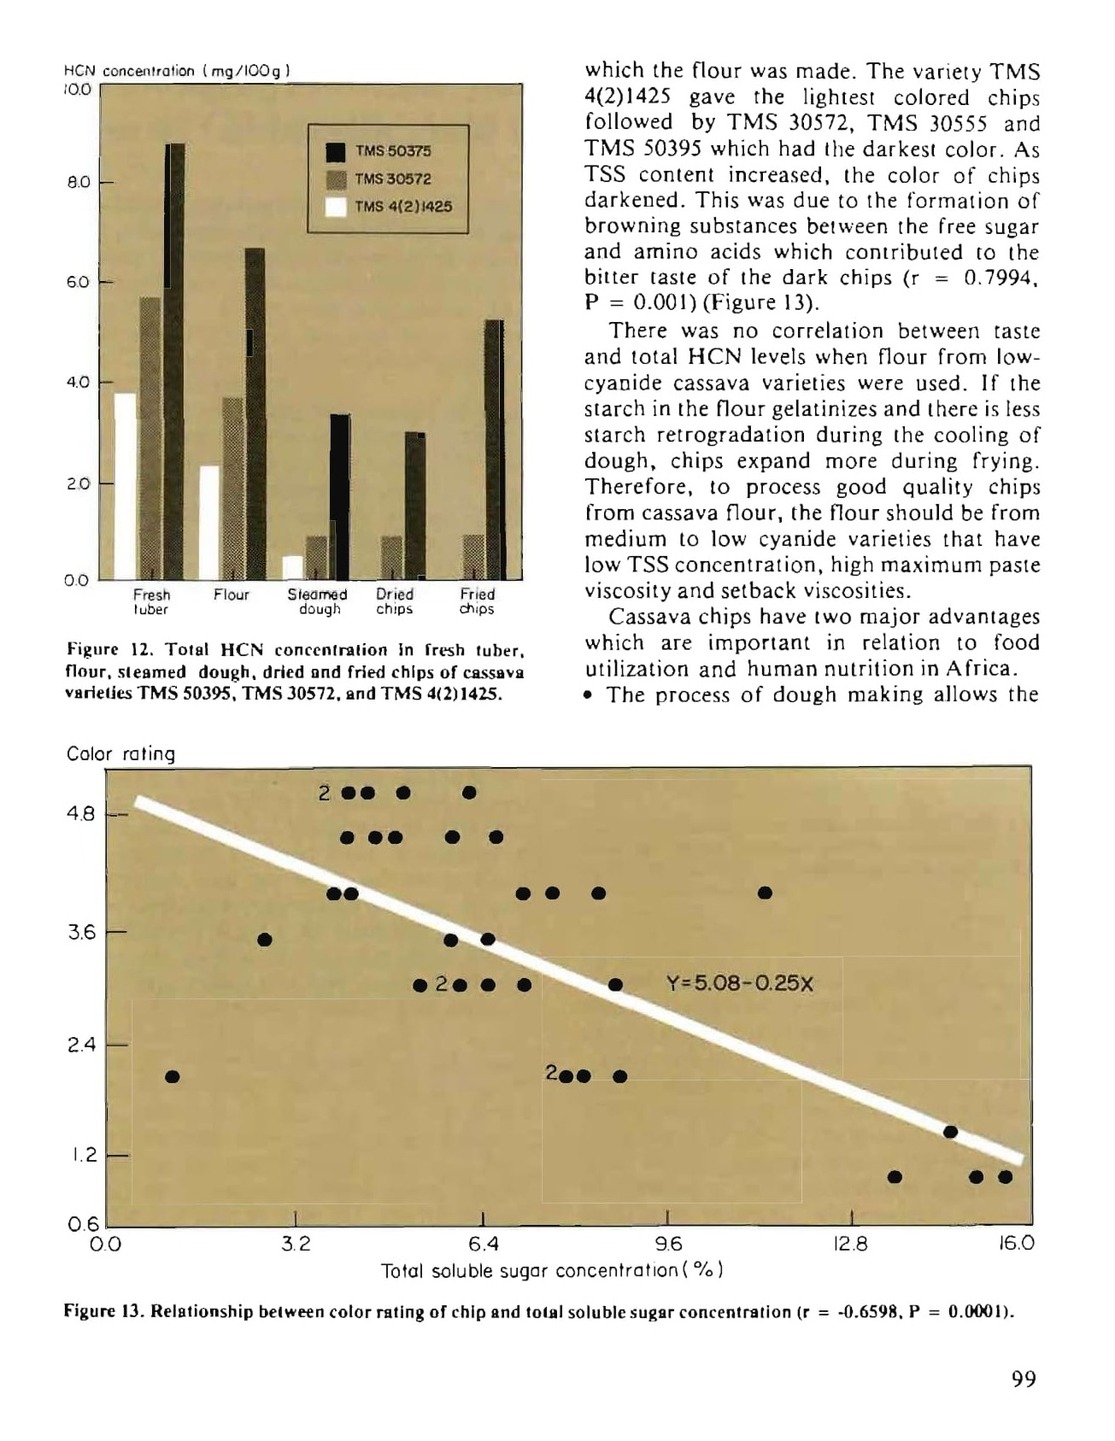 HCN concentration (mg/100g)
10.0
8.0
6.0
4.0
2.0
0.0
TMS 50375
TMS 30572
TMS 4(2)1425
Fresh tuber
Flour
Steamed dough
Dried chips
Fried chips
Figure 12. Total HCN concentration in fresh tuber,
flour, steamed dough, dried and fried chips of cassava
varieties TMS 50395, TMS 30572, and TMS 4(2)1425.
which the flour was made. The variety TMS
4(2)1425 gave the lightest colored chips
followed by TMS 30572, TMS 30555 and
TMS 50395 which had the darkest color. As
TSS content increased, the color of chips
darkened. This was due to the formation of
browning substances between the free sugar
and amino acids which contributed to the
bitter taste of the dark chips (r = 0.7994,
P = 0.001) (Figure 13).
There was no correlation between taste
and total HCN levels when flour from low-
cyanide cassava varieties were used. If the
starch in the flour gelatinizes and there is less
starch retrogradation during the cooling of
dough, chips expand more during frying.
Therefore, to process good quality chips
from cassava flour, the flour should be from
medium to low cyanide varieties that have
low TSS concentration, high maximum paste
viscosity and setback viscosities.
Cassava chips have two major advantages
which are important in relation to food
utilization and human nutrition in Africa.
• The process of dough making allows the
Color rating
4.8
3.6
2.4
1.2
0.6
2
2
2
Y=5.08-0.25X
0.0 3.2 6.4 9.6 12.8 16.0
Total soluble sugar concentration (%)
Figure 13. Relationship between color rating of chip and total soluble sugar concentration (r = -0.6598, P = 0.0001).
99